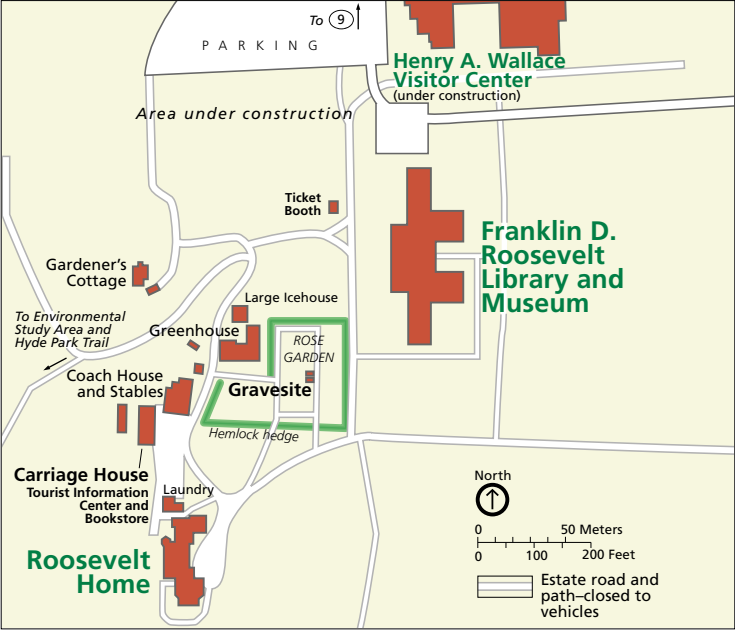 To 9
PARKING
Henry A. Wallace
Visitor Center
(under construction)
Area under construction
Ticket
Booth
Franklin D.
Roosevelt
Library and
Museum
Gardener's
Cottage
Large Icehouse
To Environmental
Study Area and
Hyde Park Trail
Greenhouse
ROSE
GARDEN
Coach House
and Stables
Gravesite
Hemlock hedge
Carriage House
Tourist Information
Center and
Bookstore
Laundry
North
Roosevelt
Home
0 50 Meters
0 100 200 Feet
Estate road and
path–closed to
vehicles